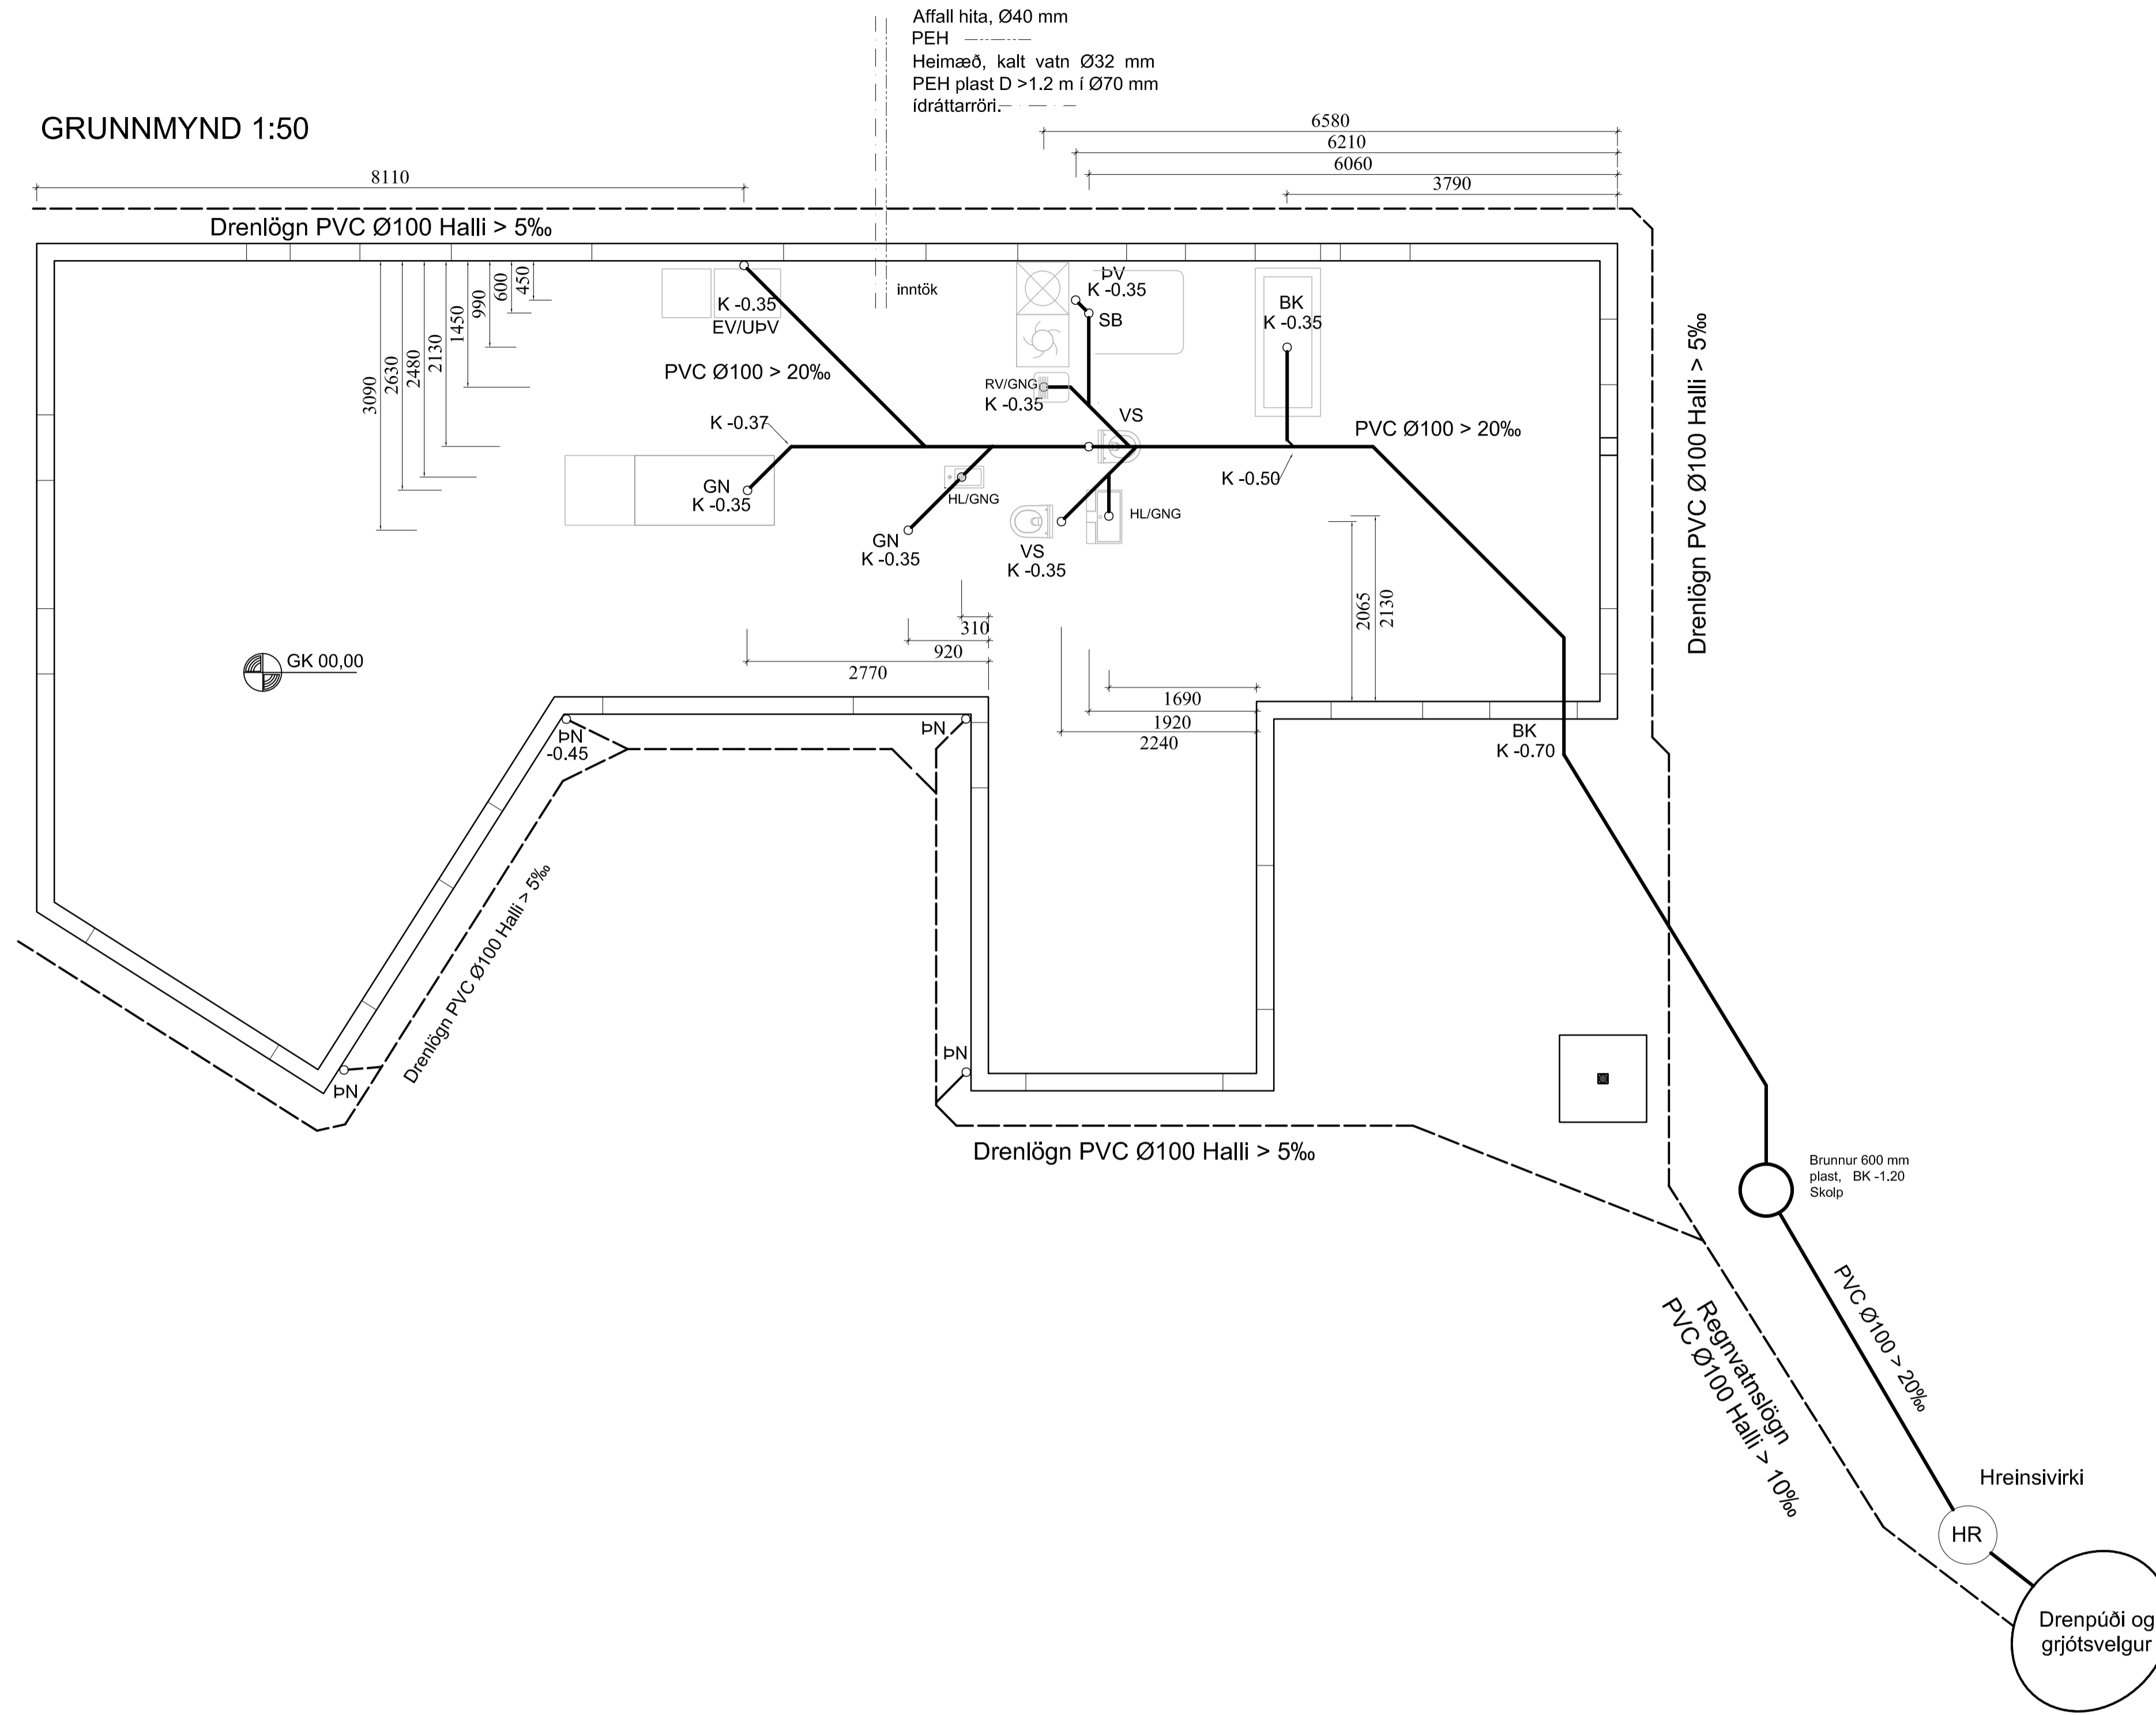 Affall hita, Ø40 mm
PEH
Heimæð, kalt vatn Ø32 mm
PEH plast D >1.2 m í Ø70 mm
ídráttarröri.
GRUNNMYND 1:50
6580
6210
6060
3790
8110
Drenlögn PVC Ø100 Halli > 5‰
inntök
450
600
990
1450
2130
2480
2630
3090
K -0.35
EV/UÞV
PVC Ø100 > 20‰
ÞV
K -0.35
SB
BK
K -0.35
RV/GNG
K -0.35
VS
K -0.37
PVC Ø100 > 20‰
GN
K -0.35
HL/GNG
K -0.50
HL/GNG
GN
K -0.35
VS
K -0.35
Drenlögn PVC Ø100 Halli > 5‰
2065
2130
310
920
2770
GK 00,00
1690
1920
2240
ÞN
-0.45
ÞN
BK
K -0.70
Drenlögn PVC Ø100 Halli > 5‰
ÞN
ÞN
Drenlögn PVC Ø100 Halli > 5‰
Brunnur 600 mm
plast, BK -1.20
Skolp
PVC Ø100 > 20‰
Regnvatnslögn
PVC Ø100 Halli > 10‰
Hreinsivirki
HR
Drenpúði og
grjótsvelgur